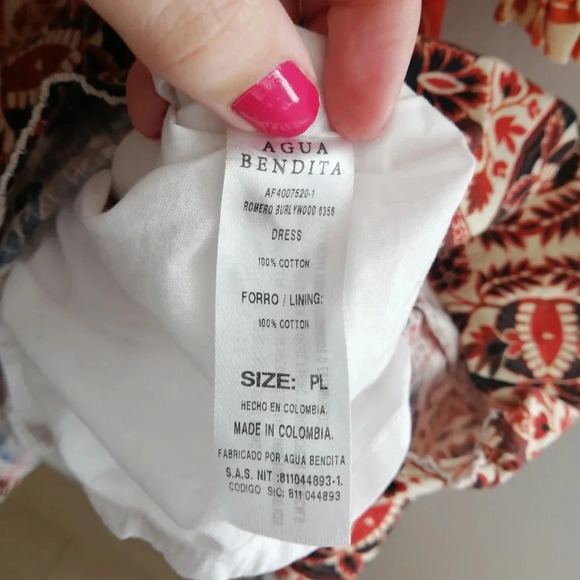 AGUA
BENDITA
AF4007520-1
ROMERO BURLYWOOD 6356
DRESS
100% COTTON
FORRO / LINING:
100% COTTON
SIZE: PL
HECHO EN COLOMBIA.
MADE IN COLOMBIA.
FABRICADO POR AGUA BENDITA
S.A.S. NIT :811044893-1.
CODIGO SIC: 811044893